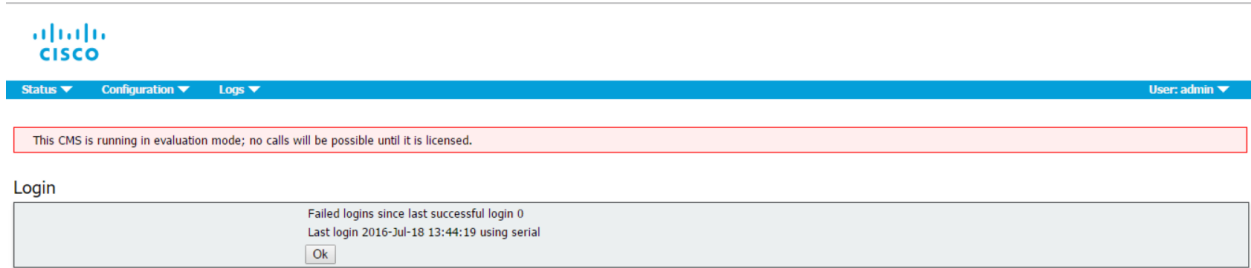 CISCO
Status Configuration Logs User: admin
This CMS is running in evaluation mode; no calls will be possible until it is licensed.
Login
Failed logins since last successful login 0
Last login 2016-Jul-18 13:44:19 using serial
Ok